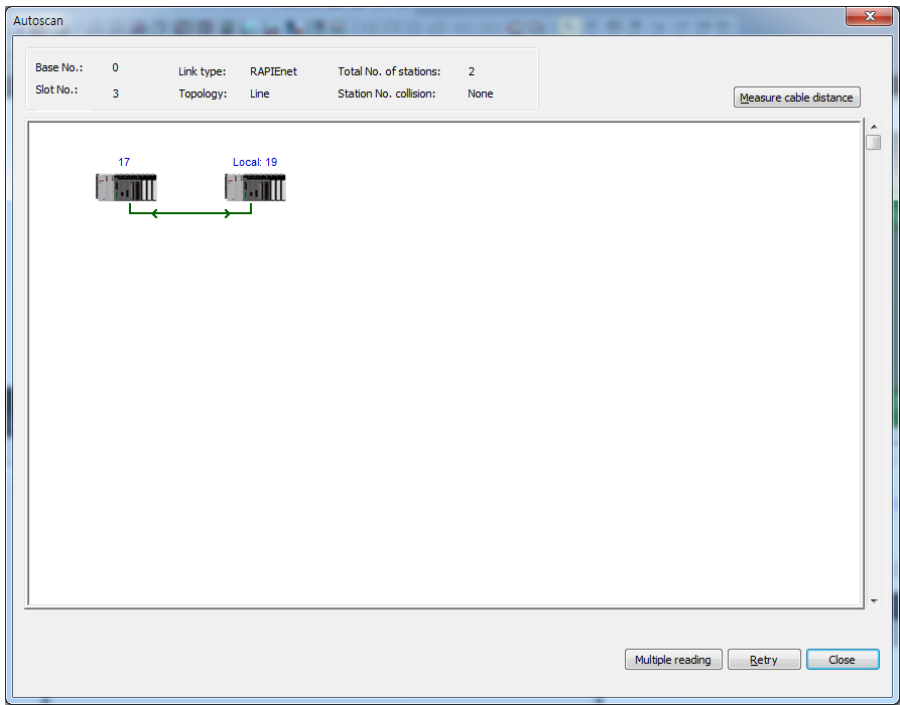 Autoscan
Base No.: 0 Link type: RAPIEnet Total No. of stations: 2
Slot No.: 3 Topology: Line Station No. collision: None
Measure cable distance
17 Local: 19
Multiple reading Retry Close